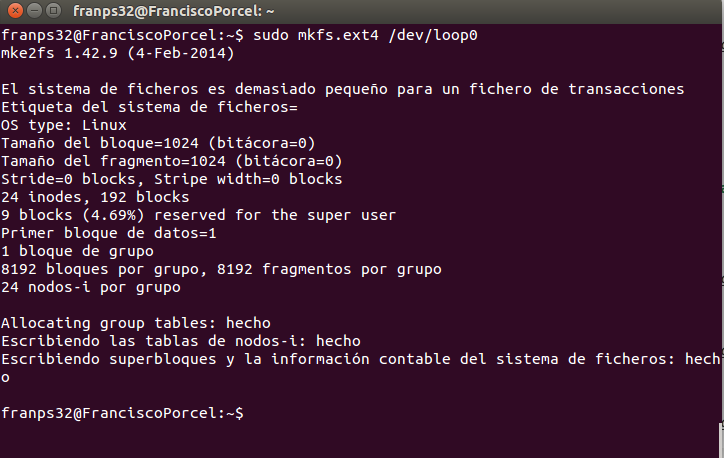 franps32@FranciscoPorcel: ~
franps32@FranciscoPorcel:~$ sudo mkfs.ext4 /dev/loop0
mke2fs 1.42.9 (4-Feb-2014)
El sistema de ficheros es demasiado pequeño para un fichero de transacciones
Etiqueta del sistema de ficheros=
OS type: Linux
Tamaño del bloque=1024 (bitácora=0)
Tamaño del fragmento=1024 (bitácora=0)
Stride=0 blocks, Stripe width=0 blocks
24 inodes, 192 blocks
9 blocks (4.69%) reserved for the super user
Primer bloque de datos=1
1 bloque de grupo
8192 bloques por grupo, 8192 fragmentos por grupo
24 nodos-i por grupo
Allocating group tables: hecho
Escribiendo las tablas de nodos-i: hecho
Escribiendo superbloques y la información contable del sistema de ficheros: hech
o
franps32@FranciscoPorcel:~$